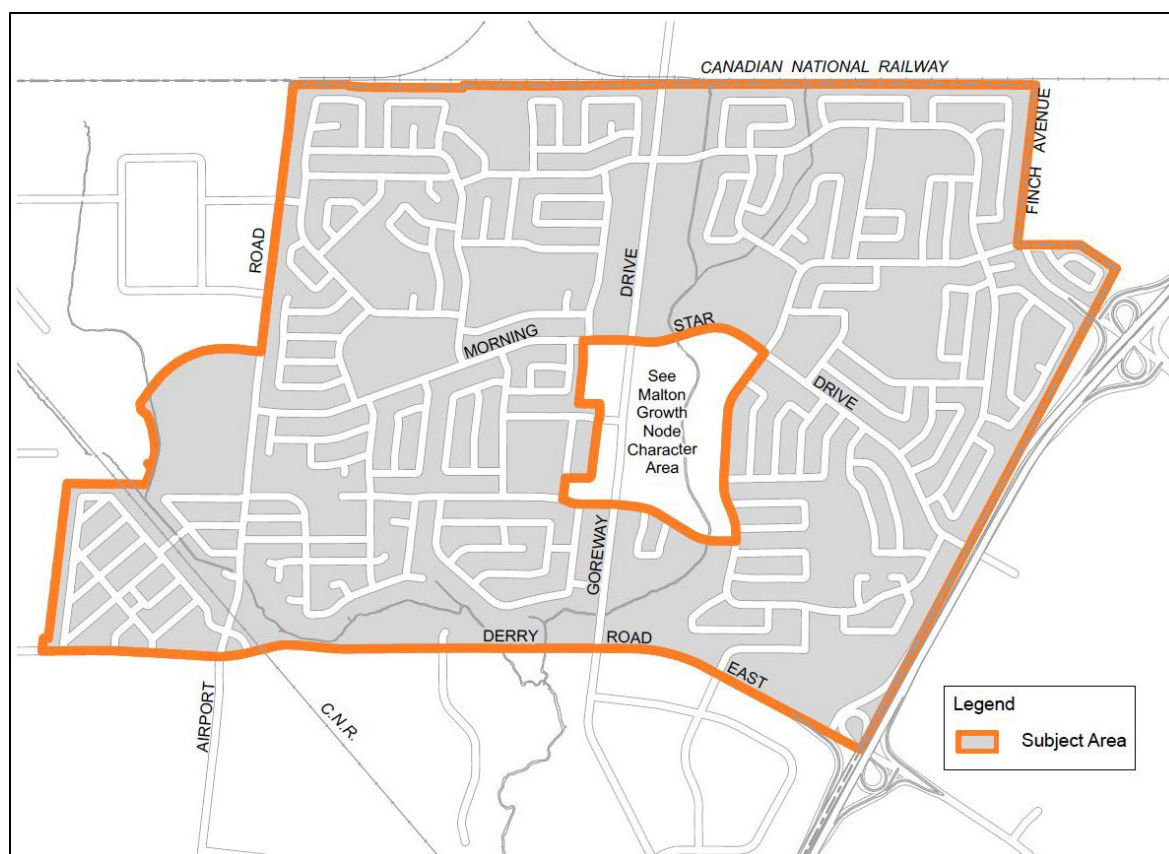 CANADIAN NATIONAL RAILWAY
FINCH AVENUE
ROAD
DRIVE
MORNING
STAR
DRIVE
See
Malton
Growth
Node
Character
Area
GOREWAY
DERRY ROAD
EAST
AIRPORT
C.N.R.
Legend
Subject Area